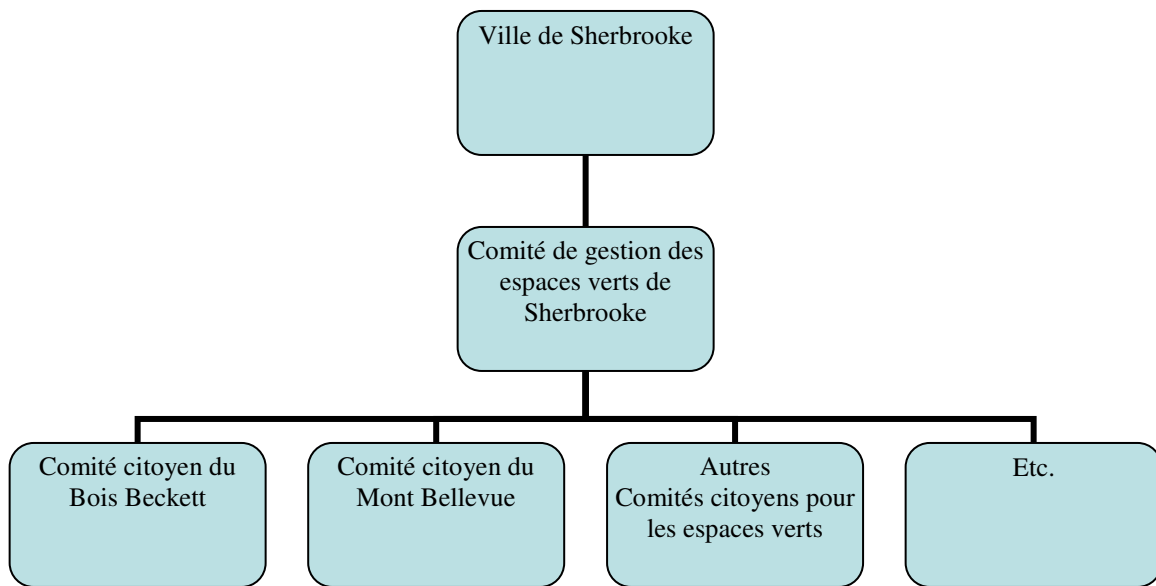 Ville de Sherbrooke
Comité de gestion des
espaces verts de
Sherbrooke
Comité citoyen du
Bois Beckett
Comité citoyen du
Mont Bellevue
Autres
Comités citoyens pour
les espaces verts
Etc.